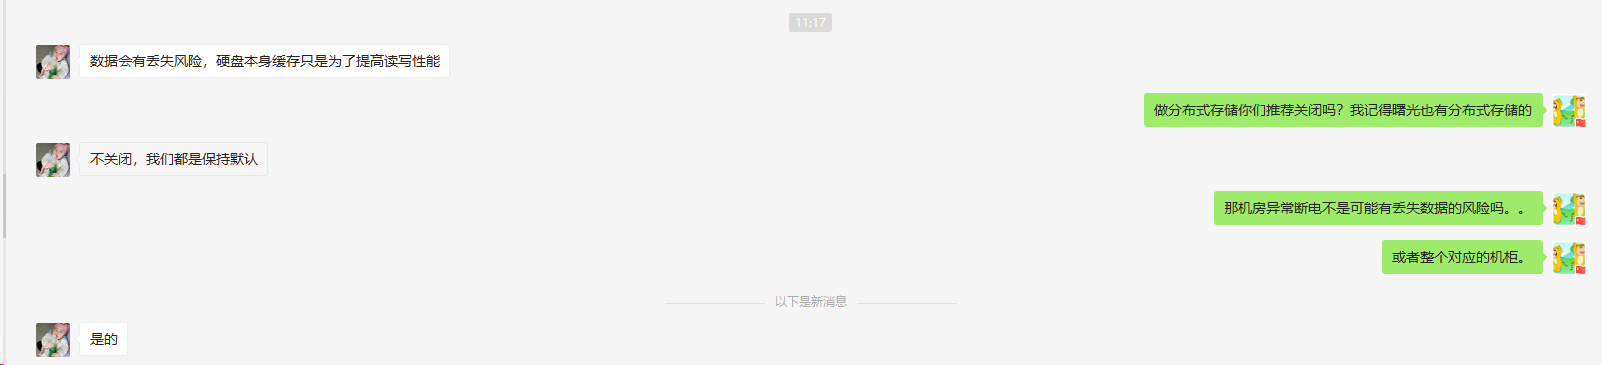 11:17
数据会有丢失风险，硬盘本身缓存只是为了提高读写性能
做分布式存储你们推荐关闭吗？我记得曙光也有分布式存储的
不关闭，我们都是保持默认
那机房异常断电不是可能有丢失数据的风险吗。。
或者整个对应的机柜。
以下是新消息
是的